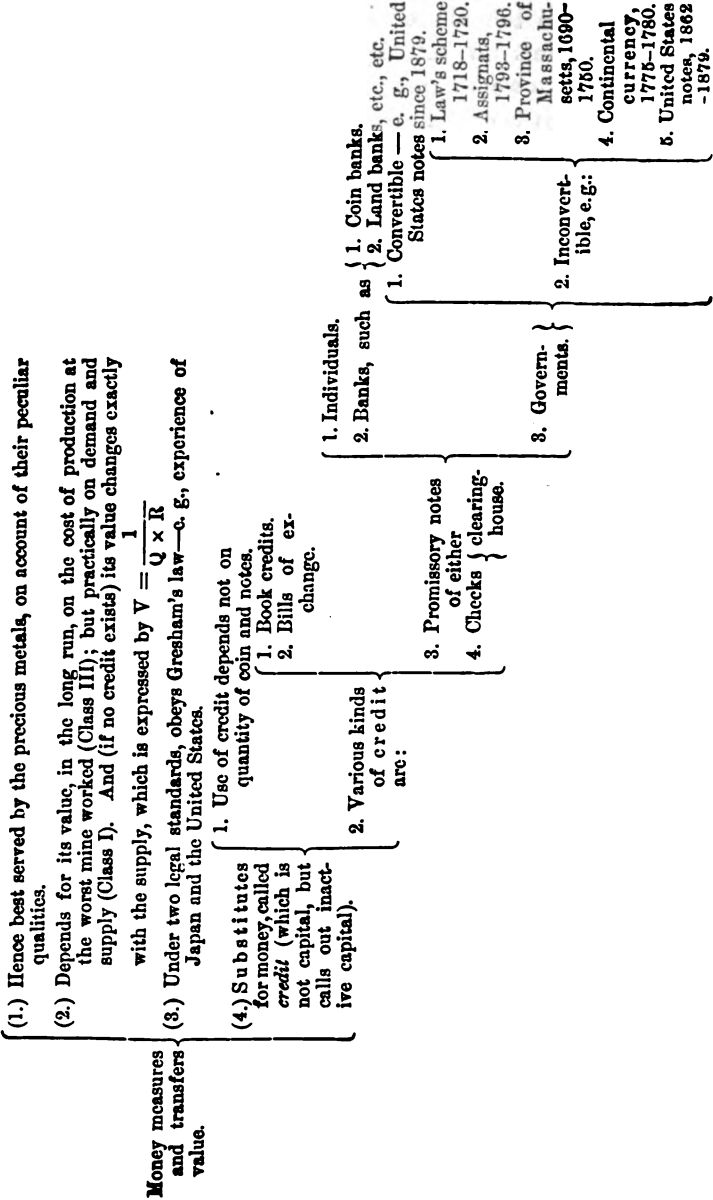 Money measures
and transfers
value.
(1.) Hence best served by the precious metals, on account of their peculiar
qualities.
(2.) Depends for its value, in the long run, on the cost of production at
the worst mine worked (Class III); but practically on demand and
supply (Class I). And (if no credit exists) its value changes exactly
with the supply, which is expressed by V = 1 / Q × R
(3.) Under two legal standards, obeys Gresham's law—e. g., experience of
Japan and the United States.
(4.) Substitutes
for money, called
credit (which is
not capital, but
calls out inact-
ive capital).
1. Use of credit depends not on
quantity of coin and notes.
2. Various kinds
of credit
are:
1. Book credits.
2. Bills of ex-
change.
3. Promissory notes
of either
4. Checks { clearing-
house.
1. Individuals.
2. Banks, such as
1. Coin banks.
2. Land banks, etc., etc.
3. Govern-
ments.
1. Convertible — e. g., United
States notes since 1879.
2. Inconvert-
ible, e.g.:
1. Law's scheme
1718–1720.
2. Assignats,
1793–1796.
3. Province of
Massachu-
setts, 1690–
1750.
4. Continental
currency,
1775–1780.
5. United States
notes, 1862
-1879.